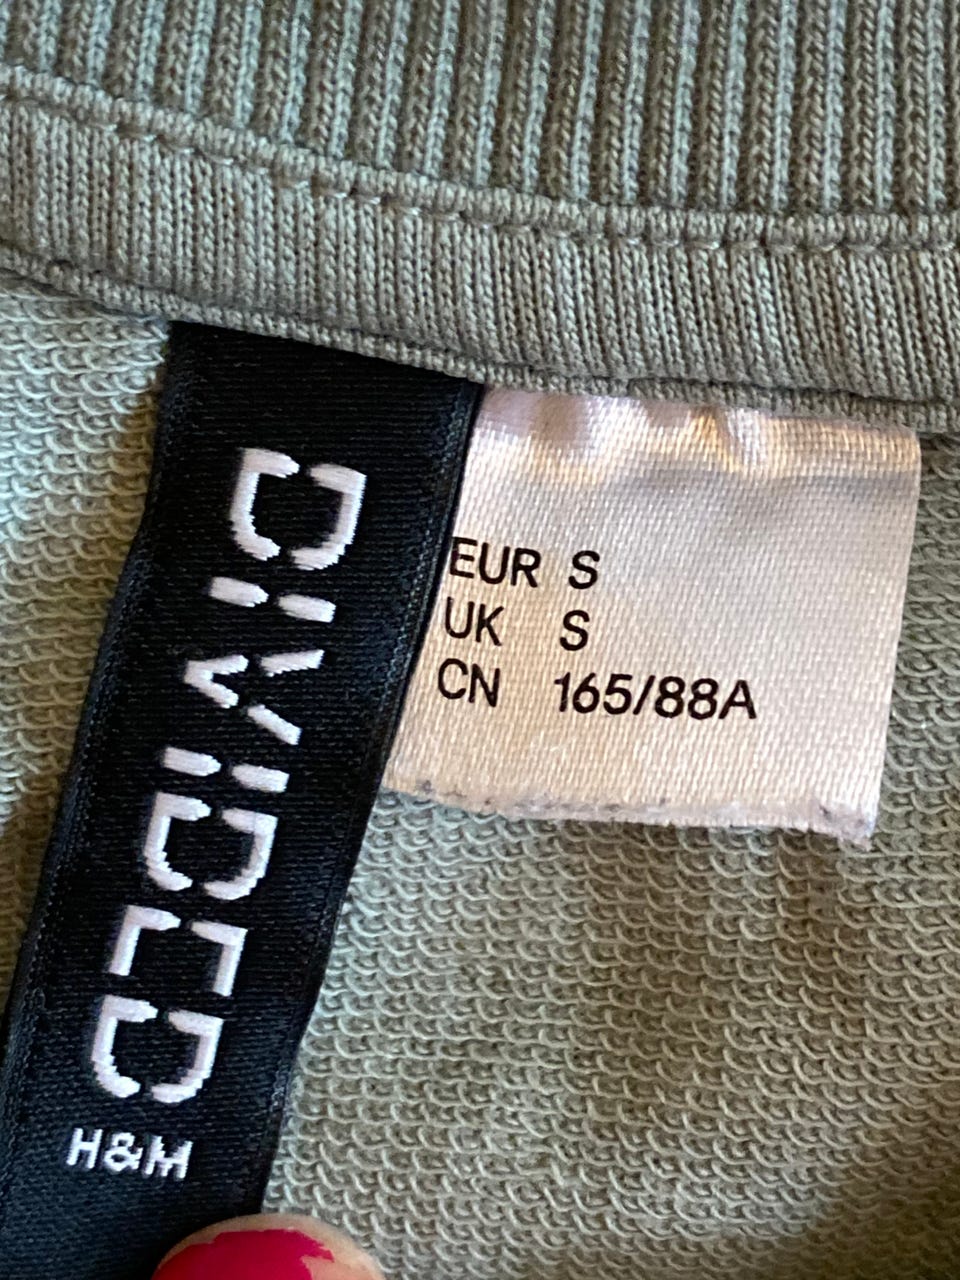 DIVIDED
H&M
EUR S
UK S
CN 165/88A